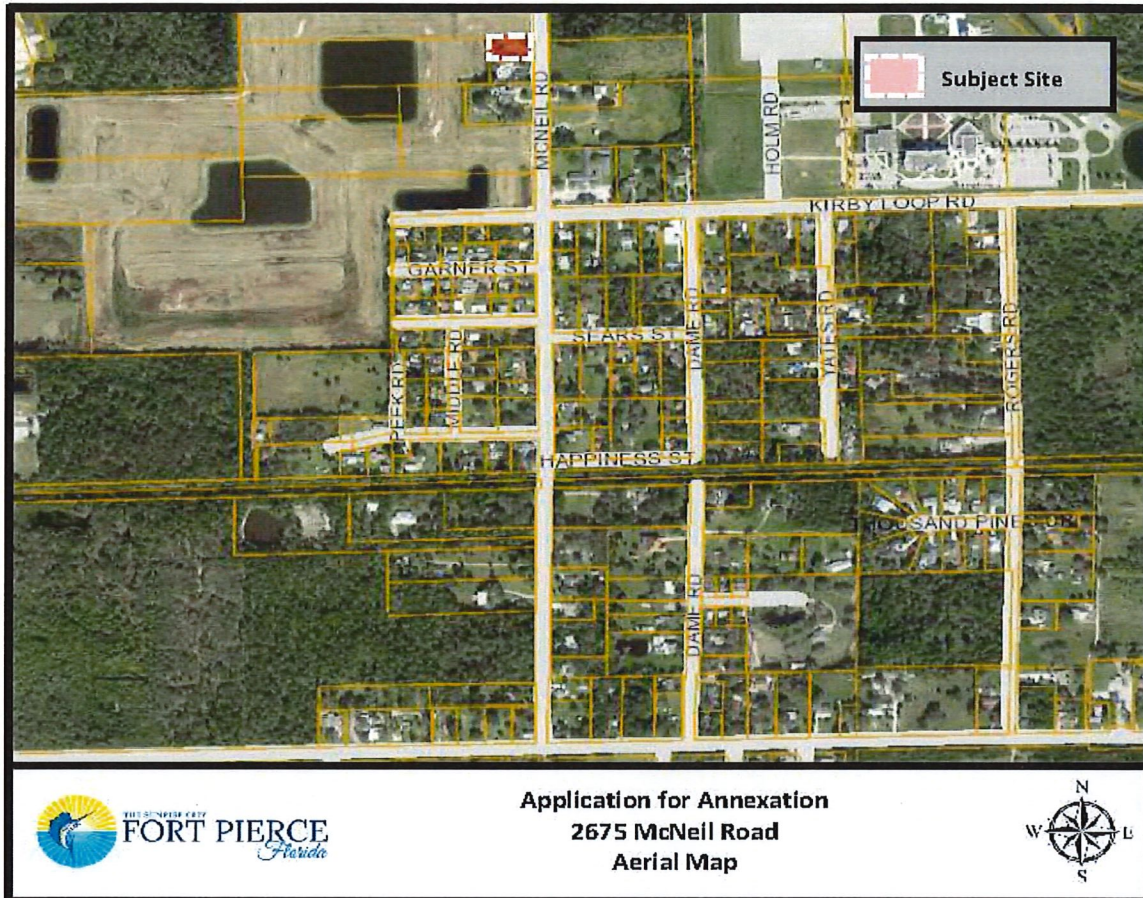 Subject Site
MCNEIL RD
HOLM RD
KIRBY LOOP RD
GARNER ST
SEARS ST
DAME RD
YATES RD
ROGERS RD
PEEK RD
MIDDLE RD
HAPPINESS ST
THOUSAND PINES DR
DAME RD
THE SUNRISE CITY
FORT PIERCE
Florida
Application for Annexation
2675 McNeil Road
Aerial Map
N
W
E
S